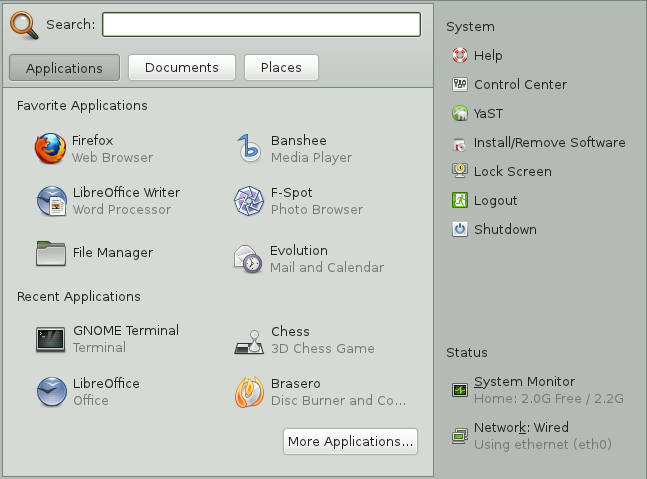 Search:
Applications
Documents
Places
Favorite Applications
Firefox
Web Browser
Banshee
Media Player
LibreOffice Writer
Word Processor
F-Spot
Photo Browser
File Manager
Evolution
Mail and Calendar
Recent Applications
GNOME Terminal
Terminal
Chess
3D Chess Game
LibreOffice
Office
Brasero
Disc Burner and Co...
More Applications...
System
Help
Control Center
YaST
Install/Remove Software
Lock Screen
Logout
Shutdown
Status
System Monitor
Home: 2.0G Free / 2.2G
Network: Wired
Using ethernet (eth0)